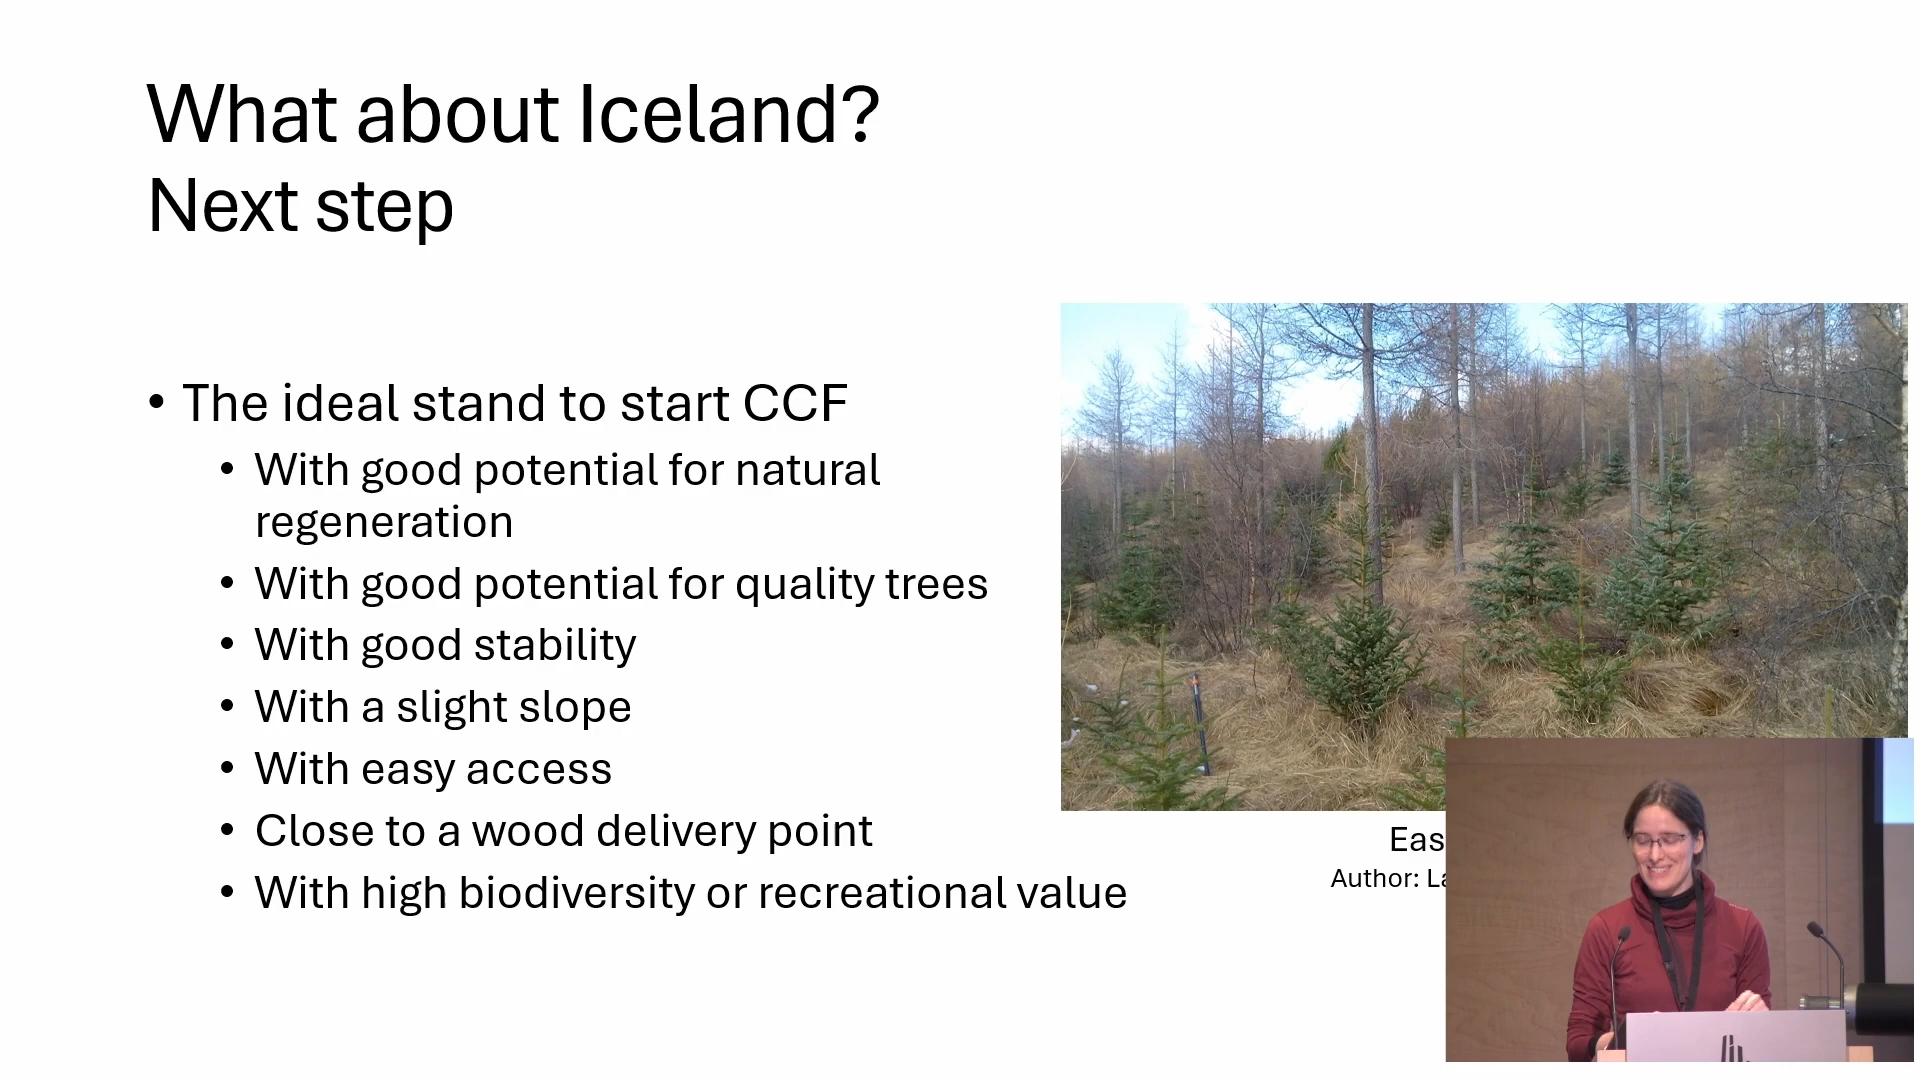 What about Iceland?
Next step
• The ideal stand to start CCF
• With good potential for natural
regeneration
• With good potential for quality trees
• With good stability
• With a slight slope
• With easy access
• Close to a wood delivery point
• With high biodiversity or recreational value
Author: